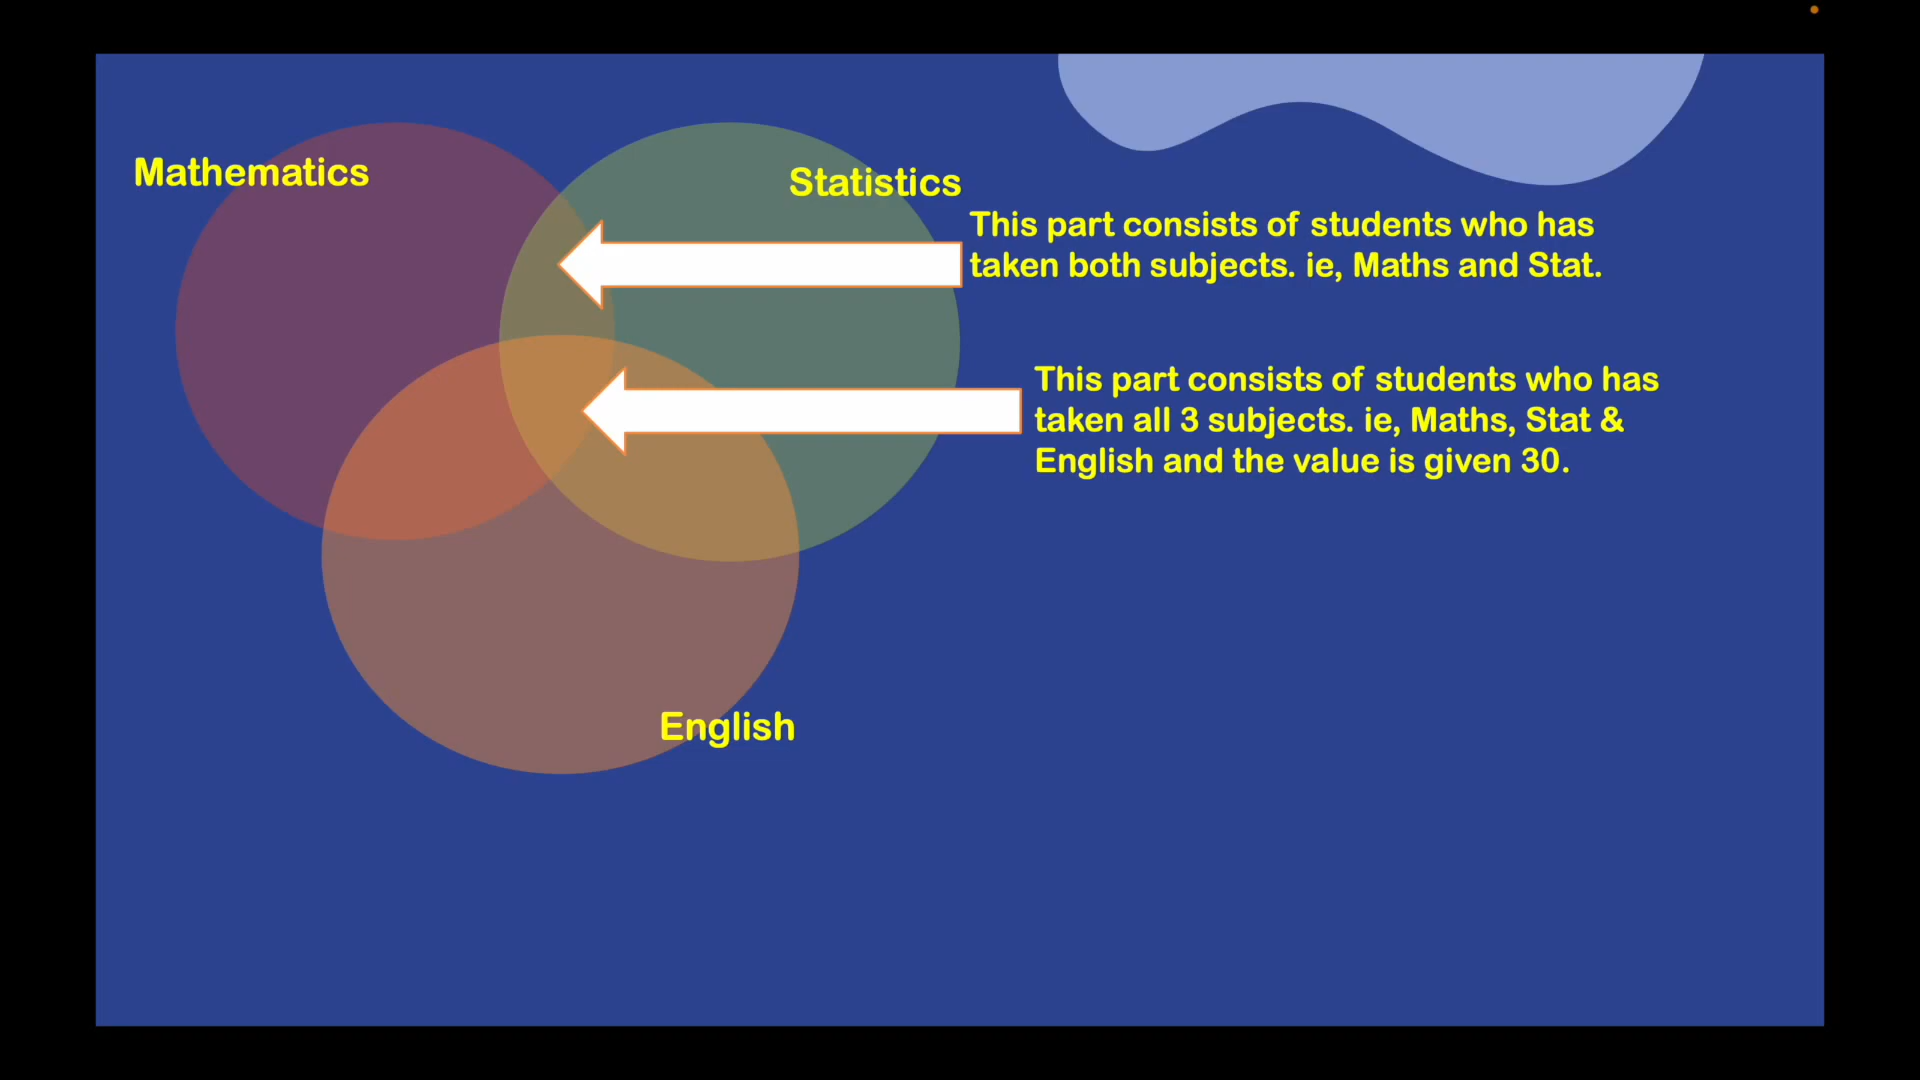 Mathematics
Statistics
This part consists of students who has
taken both subjects. ie, Maths and Stat.
This part consists of students who has
taken all 3 subjects. ie, Maths, Stat &
English and the value is given 30.
English